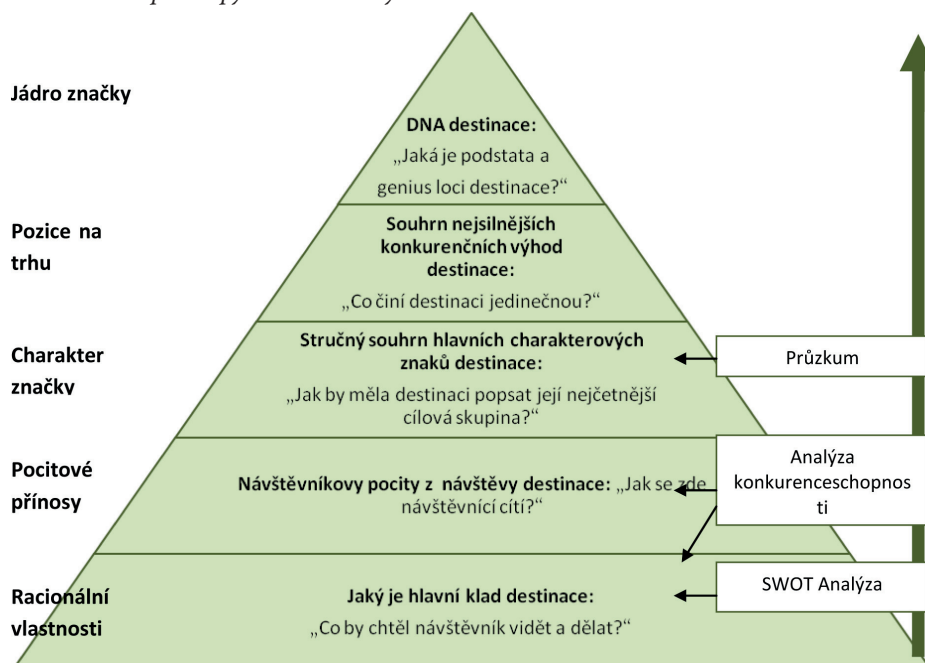 Jádro značky
DNA destinace:
„Jaká je podstata a
genius loci destinace?“
Pozice na
trhu
Souhrn nejsilnějších
konkurenčních výhod
destinace:
„Co činí destinaci jedinečnou?“
Charakter
značky
Stručný souhrn hlavních charakterových
znaků destinace:
„Jak by měla destinaci popsat její nejčetnější
cílová skupina?“
Průzkum
Pocitové
přínosy
Návštěvníkovy pocity z návštěvy destinace: „Jak se zde
návštěvnící cítí?“
Analýza
konkurenceschopnos
ti
Racionální
vlastnosti
Jaký je hlavní klad destinace:
„Co by chtěl návštěvník vidět a dělat?“
SWOT Analýza